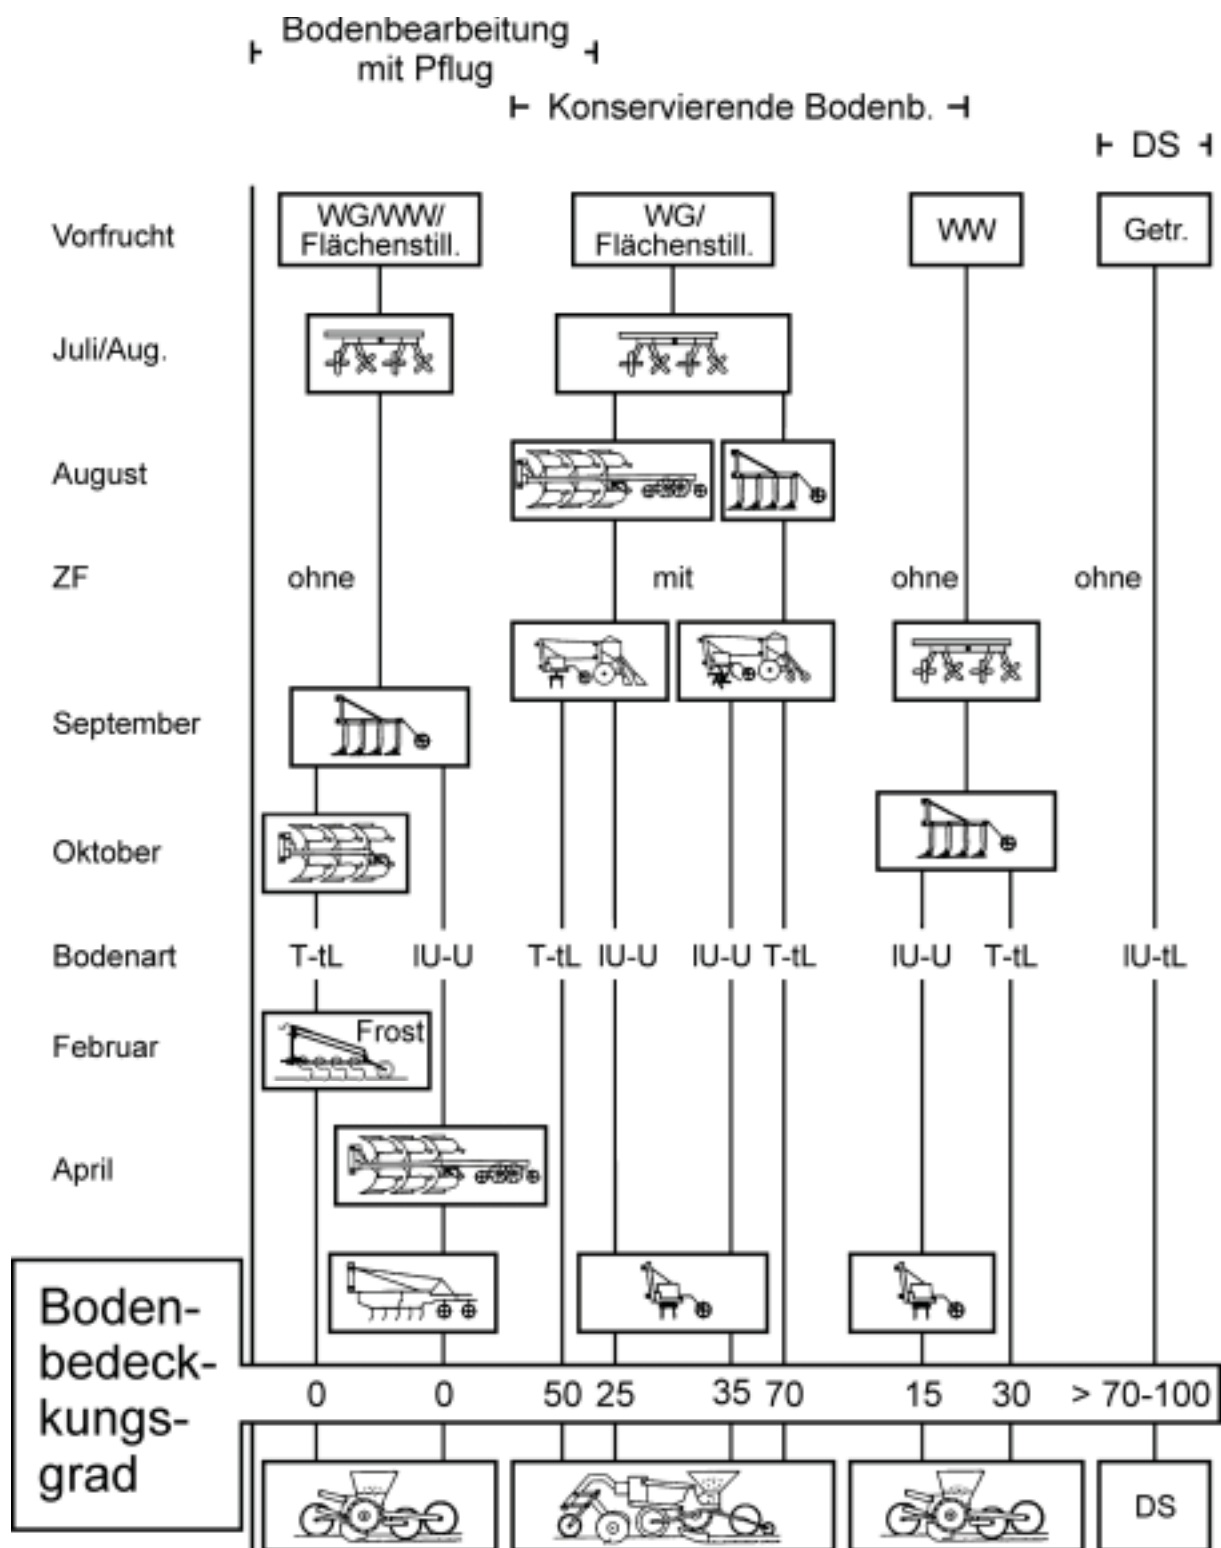 Bodenbearbeitung
mit Pflug
Konservierende Bodenb.
DS
Vorfrucht
WG/WW/
Flächenstill.
WG/
Flächenstill.
WW
Getr.
Juli/Aug.
August
ZF ohne mit ohne ohne
September
Oktober
Bodenart T-tL lU-U T-tL lU-U lU-U T-tL lU-U T-tL lU-tL
Februar Frost
April
Boden-
bedeck-
kungs-
grad
0 0 50 25 35 70 15 30 > 70-100
DS